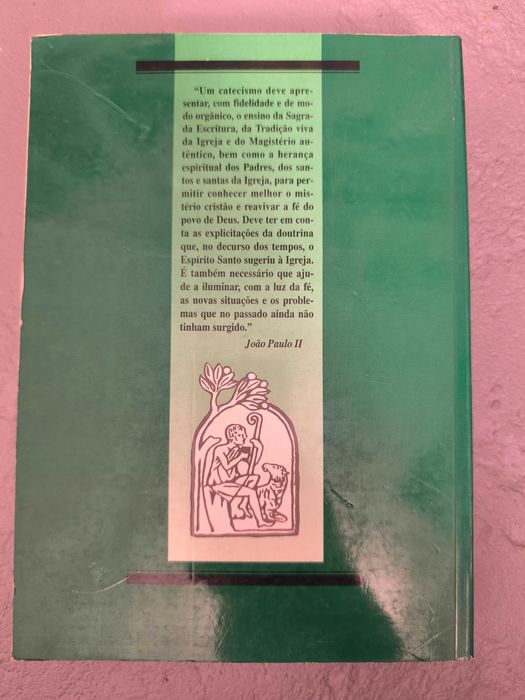 “Um catecismo deve apre-
sentar, com fidelidade e de mo-
do orgânico, o ensino da Sagra-
da Escritura, da Tradição viva
da Igreja e do Magistério au-
têntico, bem como a herança
espiritual dos Padres, dos san-
tos e santas da Igreja, para per-
mitir conhecer melhor o mis-
tério cristão e reavivar a fé do
povo de Deus. Deve ter em con-
ta as explicitações da doutrina
que, no decurso dos tempos, o
Espírito Santo sugeriu à Igreja.
É também necessário que aju-
de a iluminar, com a luz da fé,
as novas situações e os proble-
mas que no passado ainda não
tinham surgido.”
João Paulo II